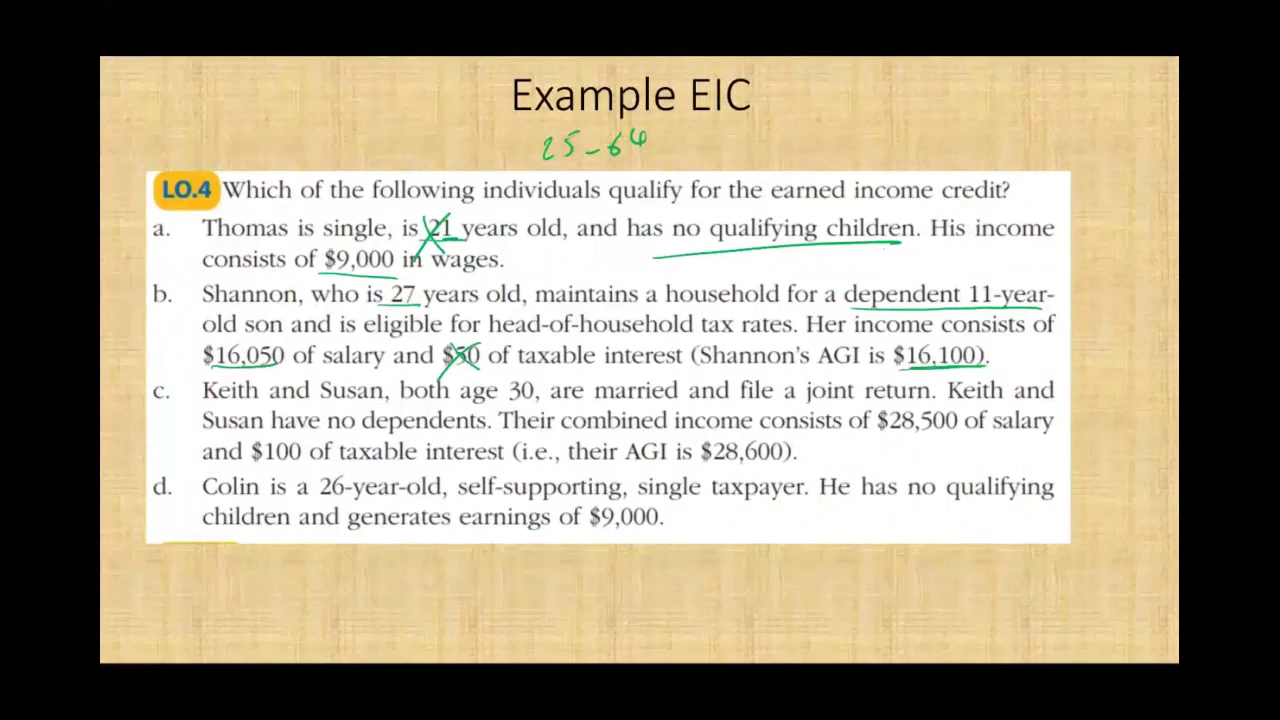 Example EIC
25-64
LO.4 Which of the following individuals qualify for the earned income credit?
a. Thomas is single, is 21 years old, and has no qualifying children. His income
consists of $9,000 in wages.
b. Shannon, who is 27 years old, maintains a household for a dependent 11-year-
old son and is eligible for head-of-household tax rates. Her income consists of
$16,050 of salary and $50 of taxable interest (Shannon's AGI is $16,100).
c. Keith and Susan, both age 30, are married and file a joint return. Keith and
Susan have no dependents. Their combined income consists of $28,500 of salary
and $100 of taxable interest (i.e., their AGI is $28,600).
d. Colin is a 26-year-old, self-supporting, single taxpayer. He has no qualifying
children and generates earnings of $9,000.